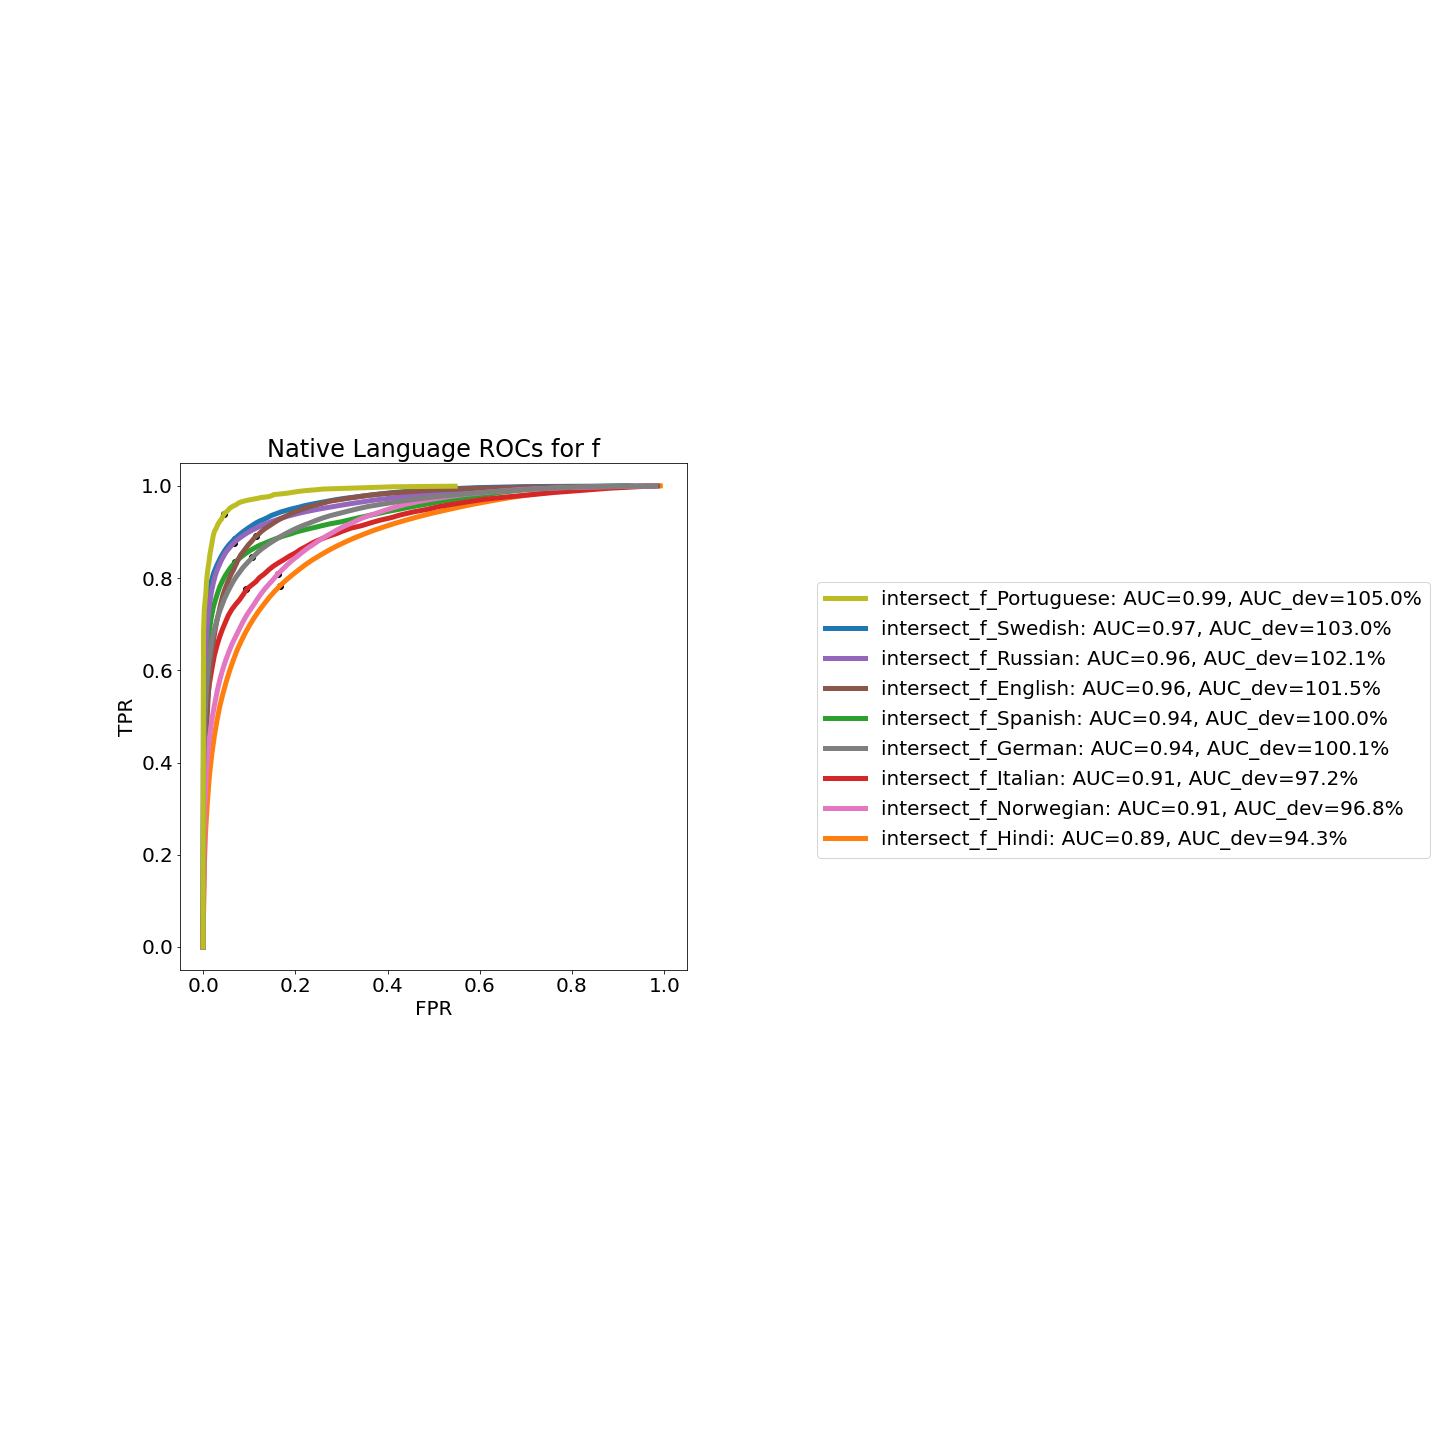 Native Language ROCs for f
1.0
0.8
0.6
0.4
0.2
0.0
TPR
0.0 0.2 0.4 0.6 0.8 1.0
FPR
intersect_f_Portuguese: AUC=0.99, AUC_dev=105.0%
intersect_f_Swedish: AUC=0.97, AUC_dev=103.0%
intersect_f_Russian: AUC=0.96, AUC_dev=102.1%
intersect_f_English: AUC=0.96, AUC_dev=101.5%
intersect_f_Spanish: AUC=0.94, AUC_dev=100.0%
intersect_f_German: AUC=0.94, AUC_dev=100.1%
intersect_f_Italian: AUC=0.91, AUC_dev=97.2%
intersect_f_Norwegian: AUC=0.91, AUC_dev=96.8%
intersect_f_Hindi: AUC=0.89, AUC_dev=94.3%